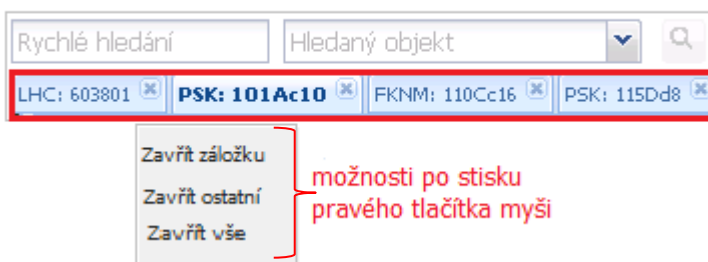 Rychlé hledání Hledaný objekt
LHC: 603801 PSK: 101Ac10 FKNM: 110Cc16 PSK: 115Dd8
Zavřít záložku
Zavřít ostatní
Zavřít vše
možnosti po stisku
pravého tlačítka myši